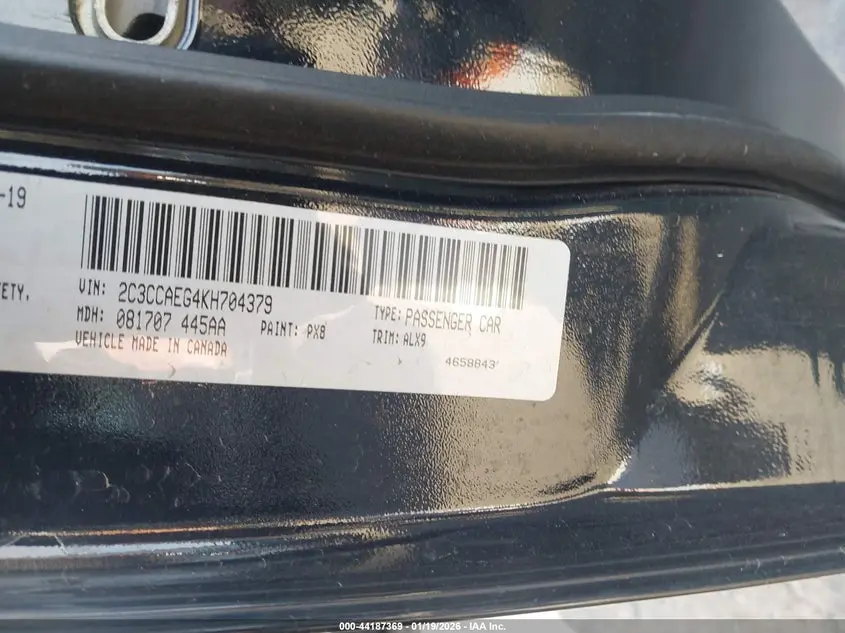 -19
ETY.
VIN: 2C3CCAEG4KH704379
MDH: 081707 445AA
PAINT: PX8
TYPE: PASSENGER CAR
VEHICLE MADE IN CANADA
TRIM: ALX9
4658843
000-44187369 | 01/19/2026 | IAA Inc.